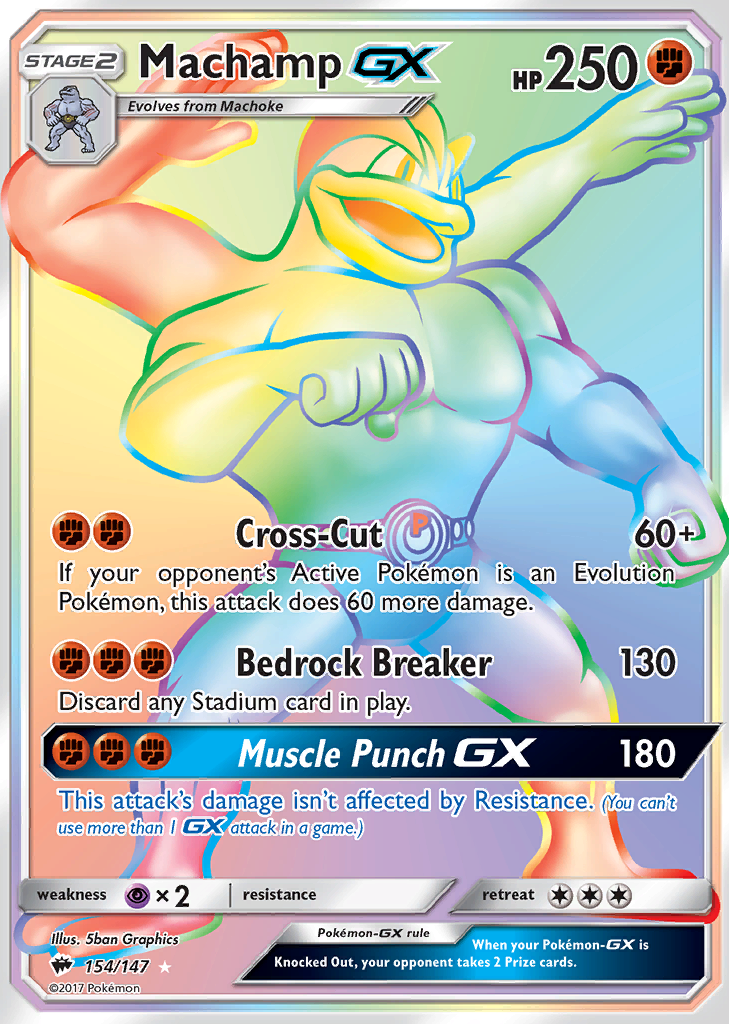 STAGE2 Machamp GX HP250
Evolves from Machoke
Cross-Cut 60+
If your opponent's Active Pokémon is an Evolution
Pokémon, this attack does 60 more damage.
Bedrock Breaker 130
Discard any Stadium card in play.
Muscle Punch GX 180
This attack's damage isn't affected by Resistance. (You can't
use more than 1 GX attack in a game.)
weakness ×2 resistance retreat
Illus. 5ban Graphics
154/147
©2017 Pokémon
Pokémon-GX rule
When your Pokémon-GX is
Knocked Out, your opponent takes 2 Prize cards.